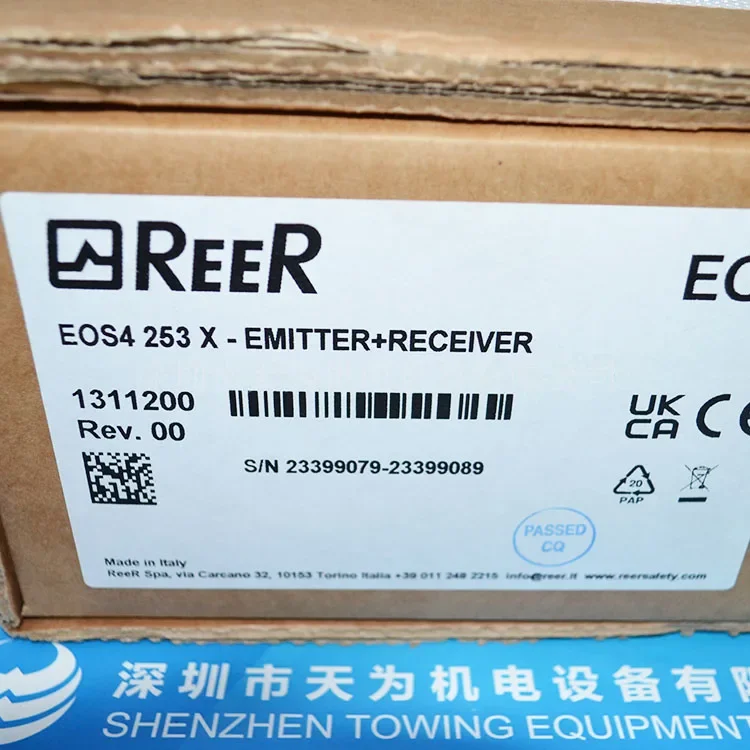 REER
EO
EOS4 253 X - EMITTER+RECEIVER
1311200
Rev. 00
UK
CA
CE
S/N 23399079-23399089
20
PAP
PASSED
CQ
Made in Italy
ReeR Spa, via Carcano 32, 10153 Torino Italia +39 011 248 2215 info@reer.it www.reersafety.com
深圳市天为机电设备有限
SHENZHEN TOWING EQUIPMENT